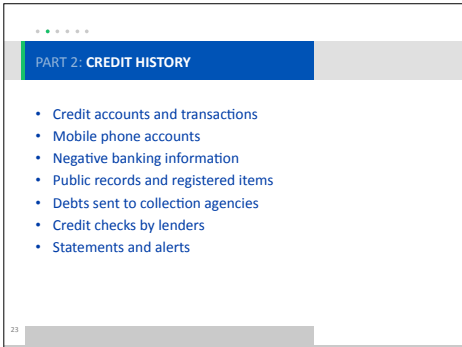 PART 2: CREDIT HISTORY
• Credit accounts and transactions
• Mobile phone accounts
• Negative banking information
• Public records and registered items
• Debts sent to collection agencies
• Credit checks by lenders
• Statements and alerts
23